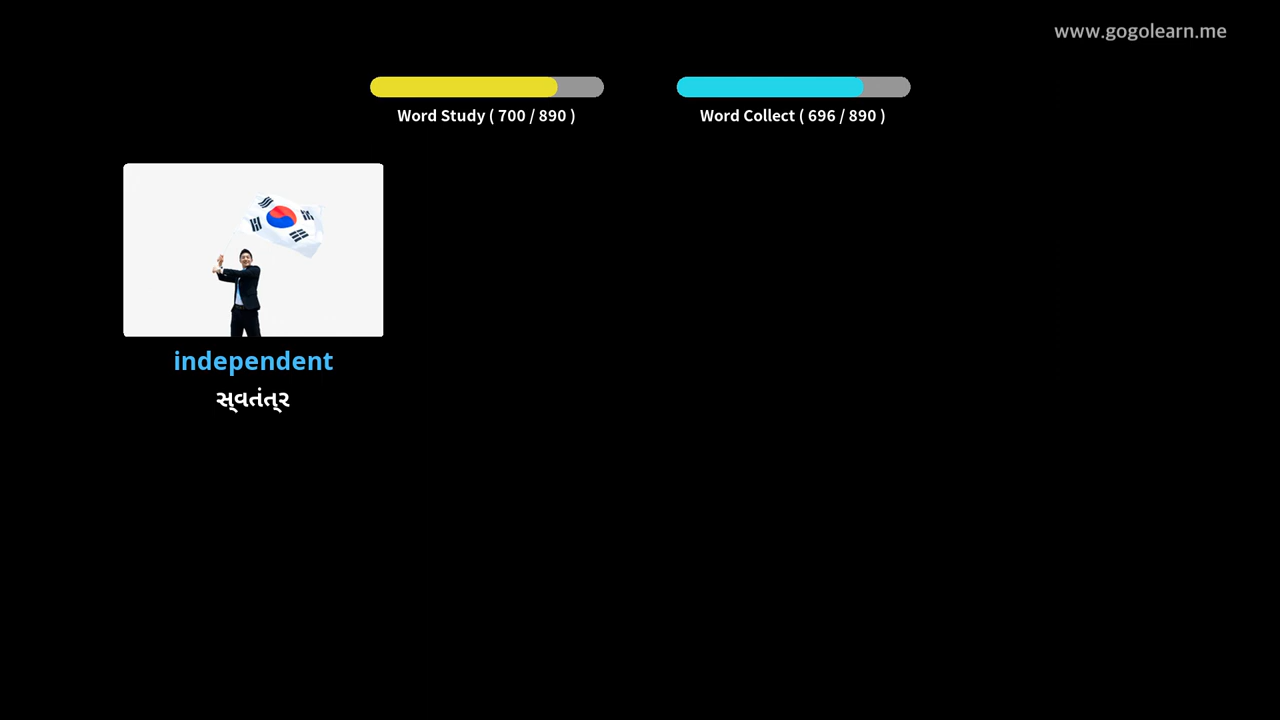 www.gogolearn.me
Word Study ( 700 / 890 )
Word Collect ( 696 / 890 )
independent
સ્વતંત્ર